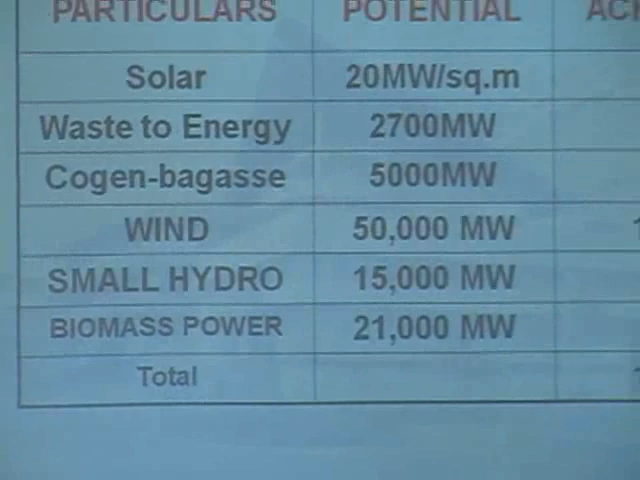 PARTICULARS POTENTIAL
Solar 20MW/sq.m
Waste to Energy 2700MW
Cogen-bagasse 5000MW
WIND 50,000 MW
SMALL HYDRO 15,000 MW
BIOMASS POWER 21,000 MW
Total